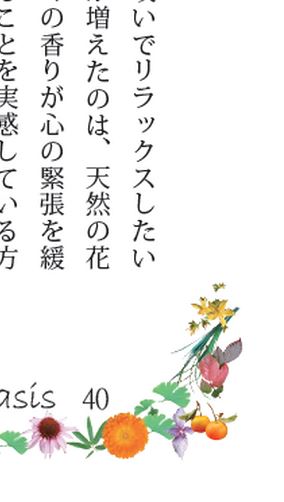 いでリラックスしたい
増えたのは、天然の花
の香りが心の緊張を緩
ことを実感している方
asis 40